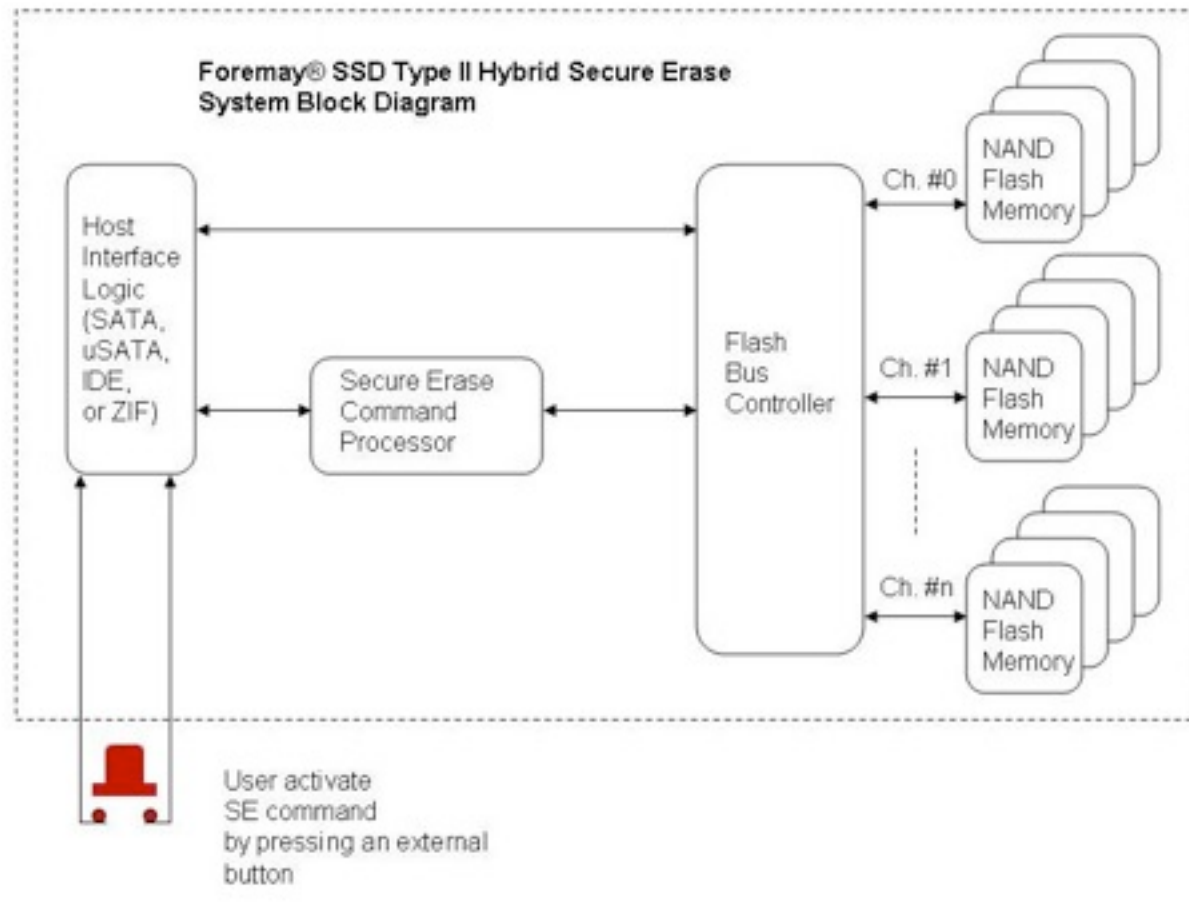 Foremay® SSD Type II Hybrid Secure Erase
System Block Diagram
Host
Interface
Logic
(SATA,
uSATA,
IDE,
or ZIF)
Secure Erase
Command
Processor
Flash
Bus
Controller
Ch. #0
NAND
Flash
Memory
Ch. #1
NAND
Flash
Memory
Ch. #n
NAND
Flash
Memory
User activate
SE command
by pressing an external
button